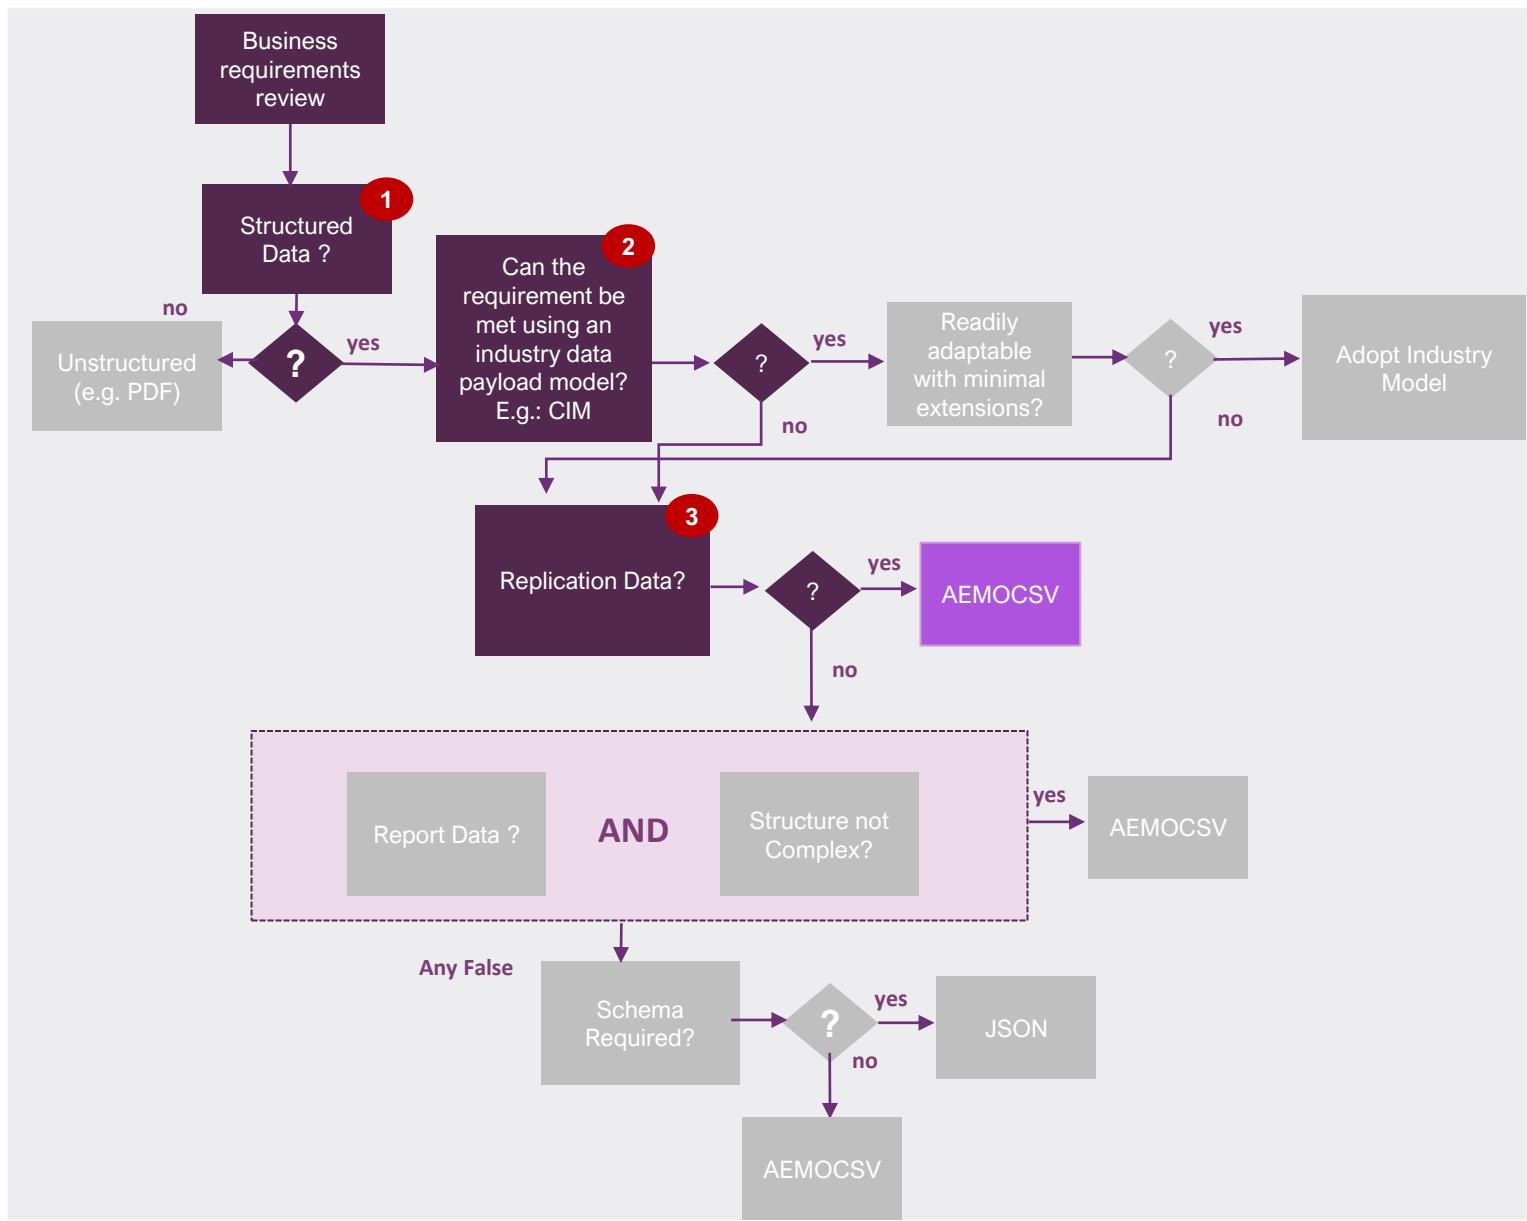 Business
requirements
review
1
Structured
Data ?
2
Can the
requirement be
met using an
industry data
payload model?
E.g.: CIM
no
Unstructured
(e.g. PDF)
?
yes
?
yes
no
Readily
adaptable
with minimal
extensions?
?
yes
no
Adopt Industry
Model
3
Replication Data?
?
yes
AEMOCSV
no
Report Data ?
AND
Structure not
Complex?
yes
AEMOCSV
Any False
Schema
Required?
?
yes
JSON
no
AEMOCSV